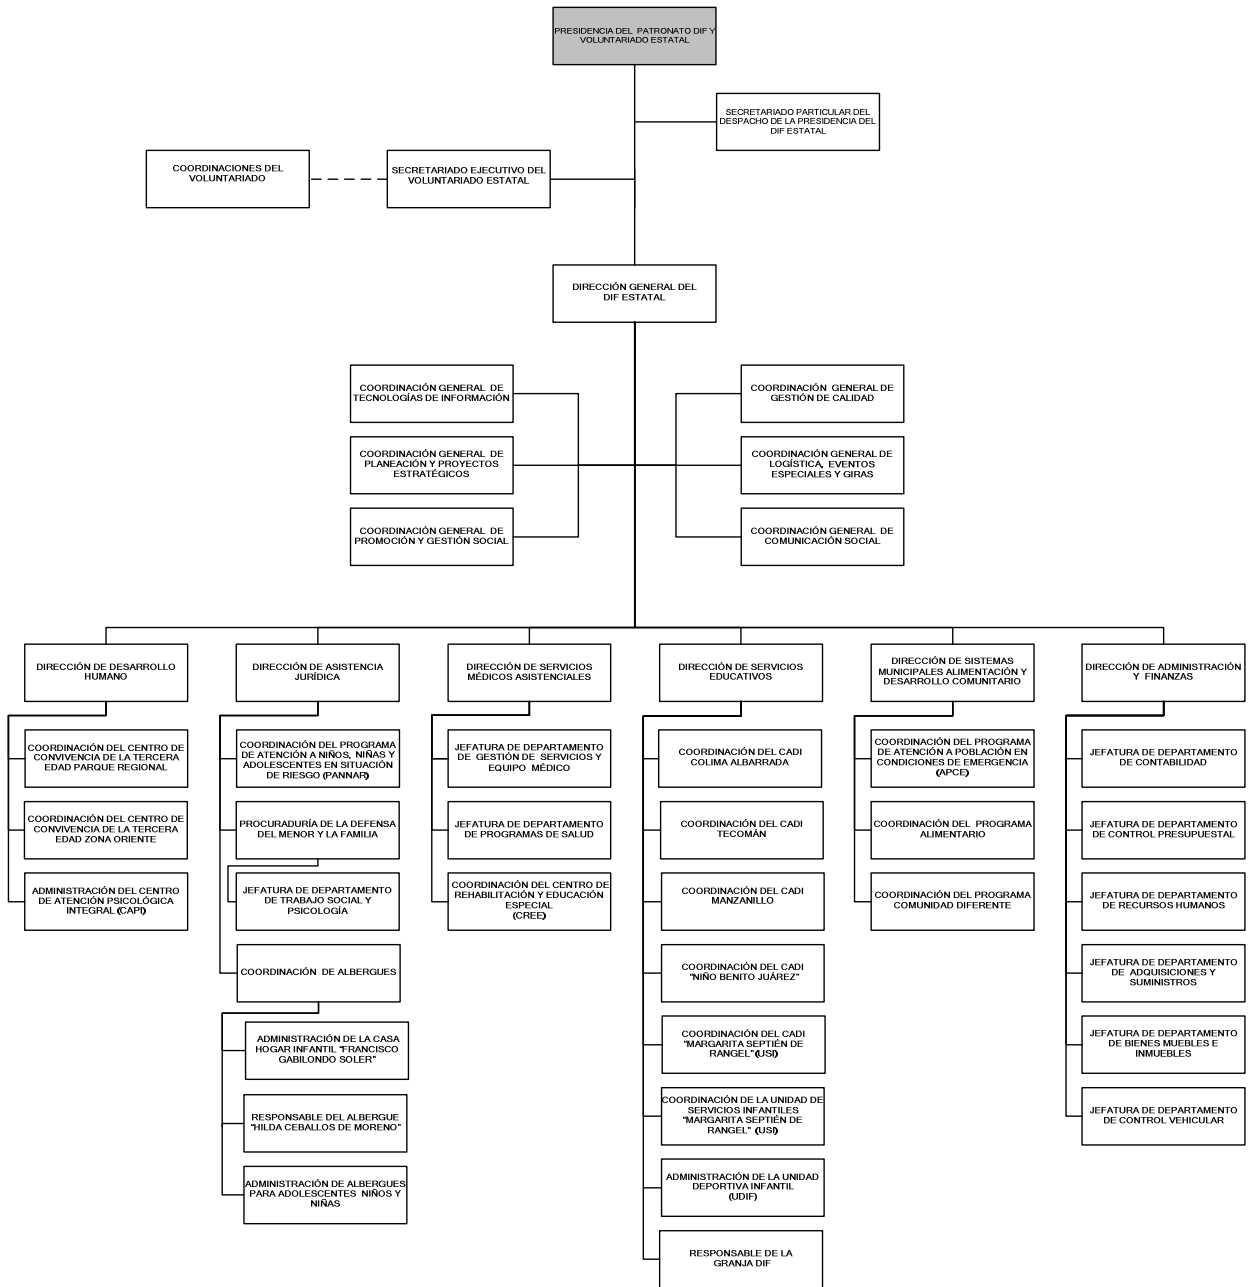 PRESIDENCIA DEL PATRONATO DIF Y
VOLUNTARIADO ESTATAL
SECRETARIADO PARTICULAR DEL
DESPACHO DE LA PRESIDENCIA DEL
DIF ESTATAL
COORDINACIONES DEL
VOLUNTARIADO
SECRETARIADO EJECUTIVO DEL
VOLUNTARIADO ESTATAL
DIRECCIÓN GENERAL DEL
DIF ESTATAL
COORDINACIÓN GENERAL DE
TECNOLOGÍAS DE INFORMACIÓN
COORDINACIÓN GENERAL DE
GESTIÓN DE CALIDAD
COORDINACIÓN GENERAL DE
PLANEACIÓN Y PROYECTOS
ESTRATÉGICOS
COORDINACIÓN GENERAL DE
LOGÍSTICA, EVENTOS
ESPECIALES Y GIRAS
COORDINACIÓN GENERAL DE
PROMOCIÓN Y GESTIÓN SOCIAL
COORDINACIÓN GENERAL DE
COMUNICACIÓN SOCIAL
DIRECCIÓN DE DESARROLLO
HUMANO
COORDINACIÓN DEL CENTRO DE
CONVIVENCIA DE LA TERCERA
EDAD PARQUE REGIONAL
COORDINACIÓN DEL CENTRO DE
CONVIVENCIA DE LA TERCERA
EDAD ZONA ORIENTE
ADMINISTRACIÓN DEL CENTRO
DE ATENCIÓN PSICOLÓGICA
INTEGRAL (CAPI)
DIRECCIÓN DE ASISTENCIA
JURÍDICA
COORDINACIÓN DEL PROGRAMA
DE ATENCIÓN A NIÑOS, NIÑAS Y
ADOLESCENTES EN SITUACIÓN
DE RIESGO (PANNAR)
PROCURADURÍA DE LA DEFENSA
DEL MENOR Y LA FAMILIA
JEFATURA DE DEPARTAMENTO
DE TRABAJO SOCIAL Y
PSICOLOGÍA
COORDINACIÓN DE ALBERGUES
ADMINISTRACIÓN DE LA CASA
HOGAR INFANTIL "FRANCISCO
GABILONDO SOLER"
RESPONSABLE DEL ALBERGUE
"HILDA CEBALLOS DE MORENO"
ADMINISTRACIÓN DE ALBERGUES
PARA ADOLESCENTES NIÑOS Y
NIÑAS
DIRECCIÓN DE SERVICIOS
MÉDICOS ASISTENCIALES
JEFATURA DE DEPARTAMENTO
DE GESTIÓN DE SERVICIOS Y
EQUIPO MÉDICO
JEFATURA DE DEPARTAMENTO
DE PROGRAMAS DE SALUD
COORDINACIÓN DEL CENTRO DE
REHABILITACIÓN Y EDUCACIÓN
ESPECIAL
(CREE)
DIRECCIÓN DE SERVICIOS
EDUCATIVOS
COORDINACIÓN DEL CADI
COLIMA ALBARRADA
COORDINACIÓN DEL CADI
TECOMÁN
COORDINACIÓN DEL CADI
MANZANILLO
COORDINACIÓN DEL CADI
"NIÑO BENITO JUÁREZ"
COORDINACIÓN DEL CADI
"MARGARITA SEPTIÉN DE
RANGEL"(USI)
COORDINACIÓN DE LA UNIDAD DE
SERVICIOS INFANTILES
"MARGARITA SEPTIÉN DE
RANGEL" (USI)
ADMINISTRACIÓN DE LA UNIDAD
DEPORTIVA INFANTIL
(UDIF)
RESPONSABLE DE LA
GRANJA DIF
DIRECCIÓN DE SISTEMAS
MUNICIPALES ALIMENTACIÓN Y
DESARROLLO COMUNITARIO
COORDINACIÓN DEL PROGRAMA
DE ATENCIÓN A POBLACIÓN EN
CONDICIONES DE EMERGENCIA
(APCE)
COORDINACIÓN DEL PROGRAMA
ALIMENTARIO
COORDINACIÓN DEL PROGRAMA
COMUNIDAD DIFERENTE
DIRECCIÓN DE ADMINISTRACIÓN
Y FINANZAS
JEFATURA DE DEPARTAMENTO
DE CONTABILIDAD
JEFATURA DE DEPARTAMENTO
DE CONTROL PRESUPUESTAL
JEFATURA DE DEPARTAMENTO
DE RECURSOS HUMANOS
JEFATURA DE DEPARTAMENTO
DE ADQUISICIONES Y
SUMINISTROS
JEFATURA DE DEPARTAMENTO
DE BIENES MUEBLES E
INMUEBLES
JEFATURA DE DEPARTAMENTO
DE CONTROL VEHICULAR